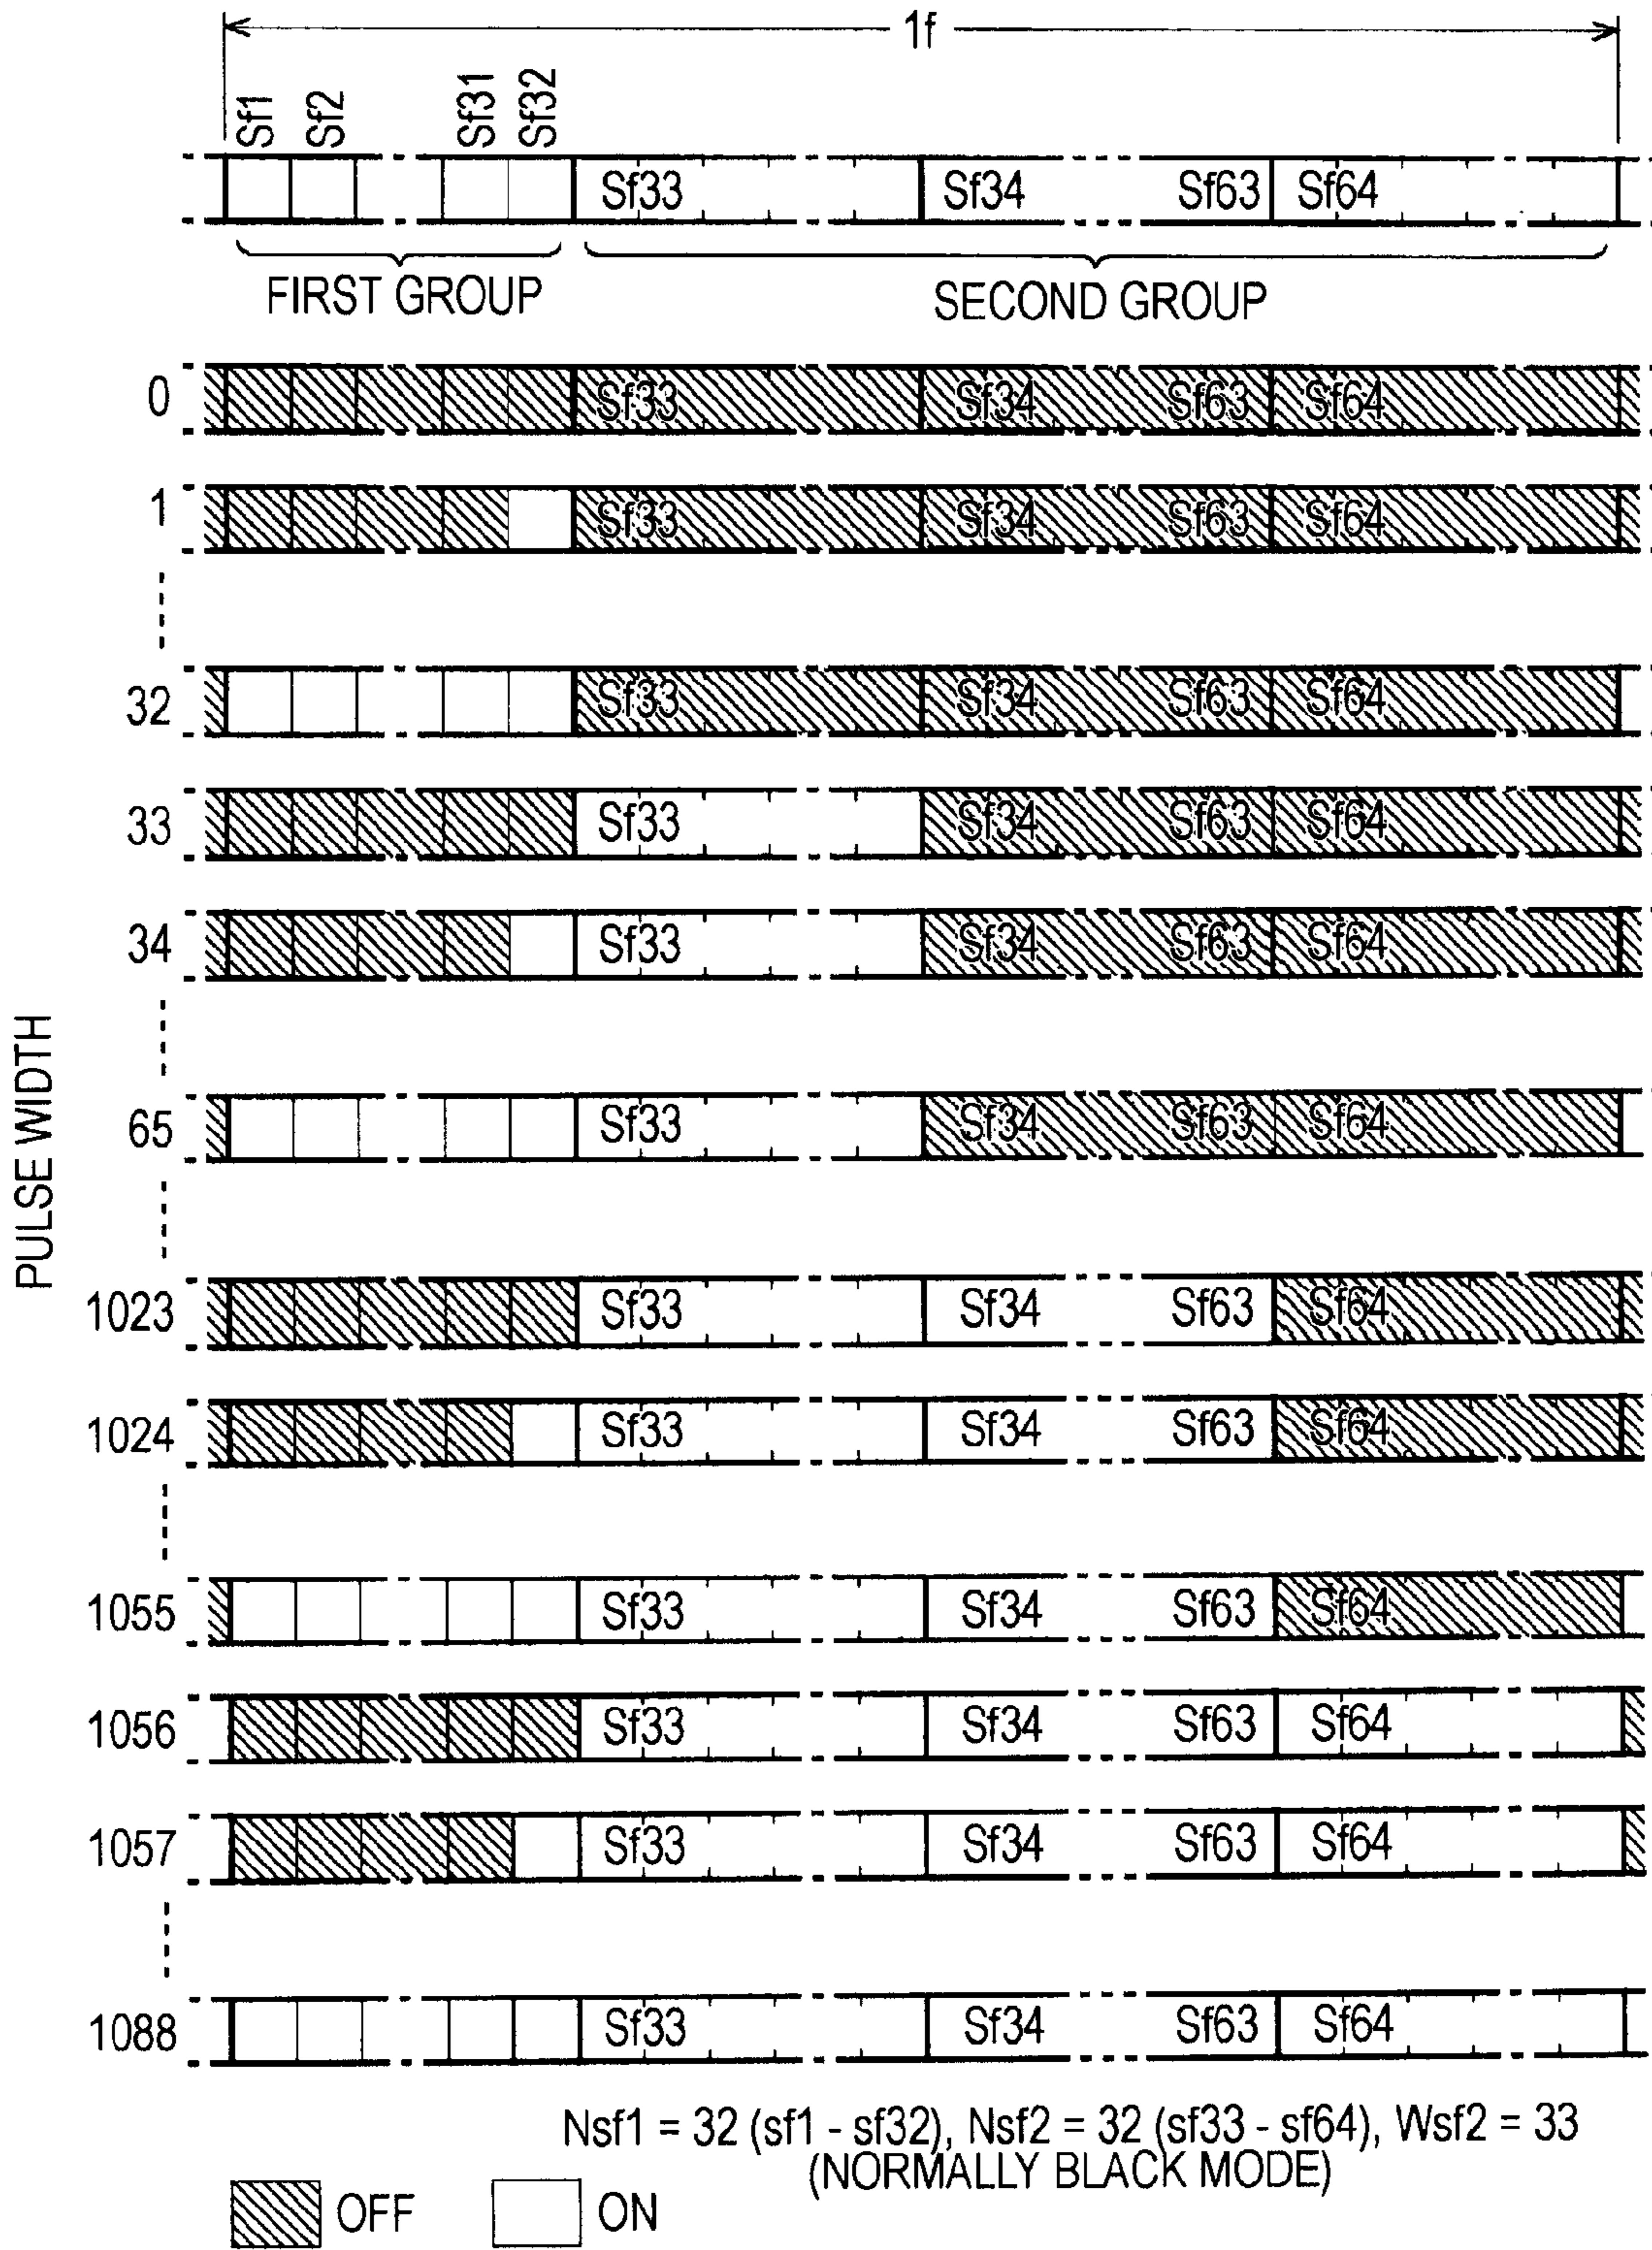 1f
Sf1 Sf2 Sf31 Sf32
Sf33 Sf34 Sf63 Sf64
FIRST GROUP SECOND GROUP
PULSE WIDTH
0 Sf33 Sf34 Sf63 Sf64
1 Sf33 Sf34 Sf63 Sf64
32 Sf33 Sf34 Sf63 Sf64
33 Sf33 Sf34 Sf63 Sf64
34 Sf33 Sf34 Sf63 Sf64
65 Sf33 Sf34 Sf63 Sf64
1023 Sf33 Sf34 Sf63 Sf64
1024 Sf33 Sf34 Sf63 Sf64
1055 Sf33 Sf34 Sf63 Sf64
1056 Sf33 Sf34 Sf63 Sf64
1057 Sf33 Sf34 Sf63 Sf64
1088 Sf33 Sf34 Sf63 Sf64
Nsf1 = 32 (sf1 - sf32), Nsf2 = 32 (sf33 - sf64), Wsf2 = 33
(NORMALLY BLACK MODE)
OFF ON